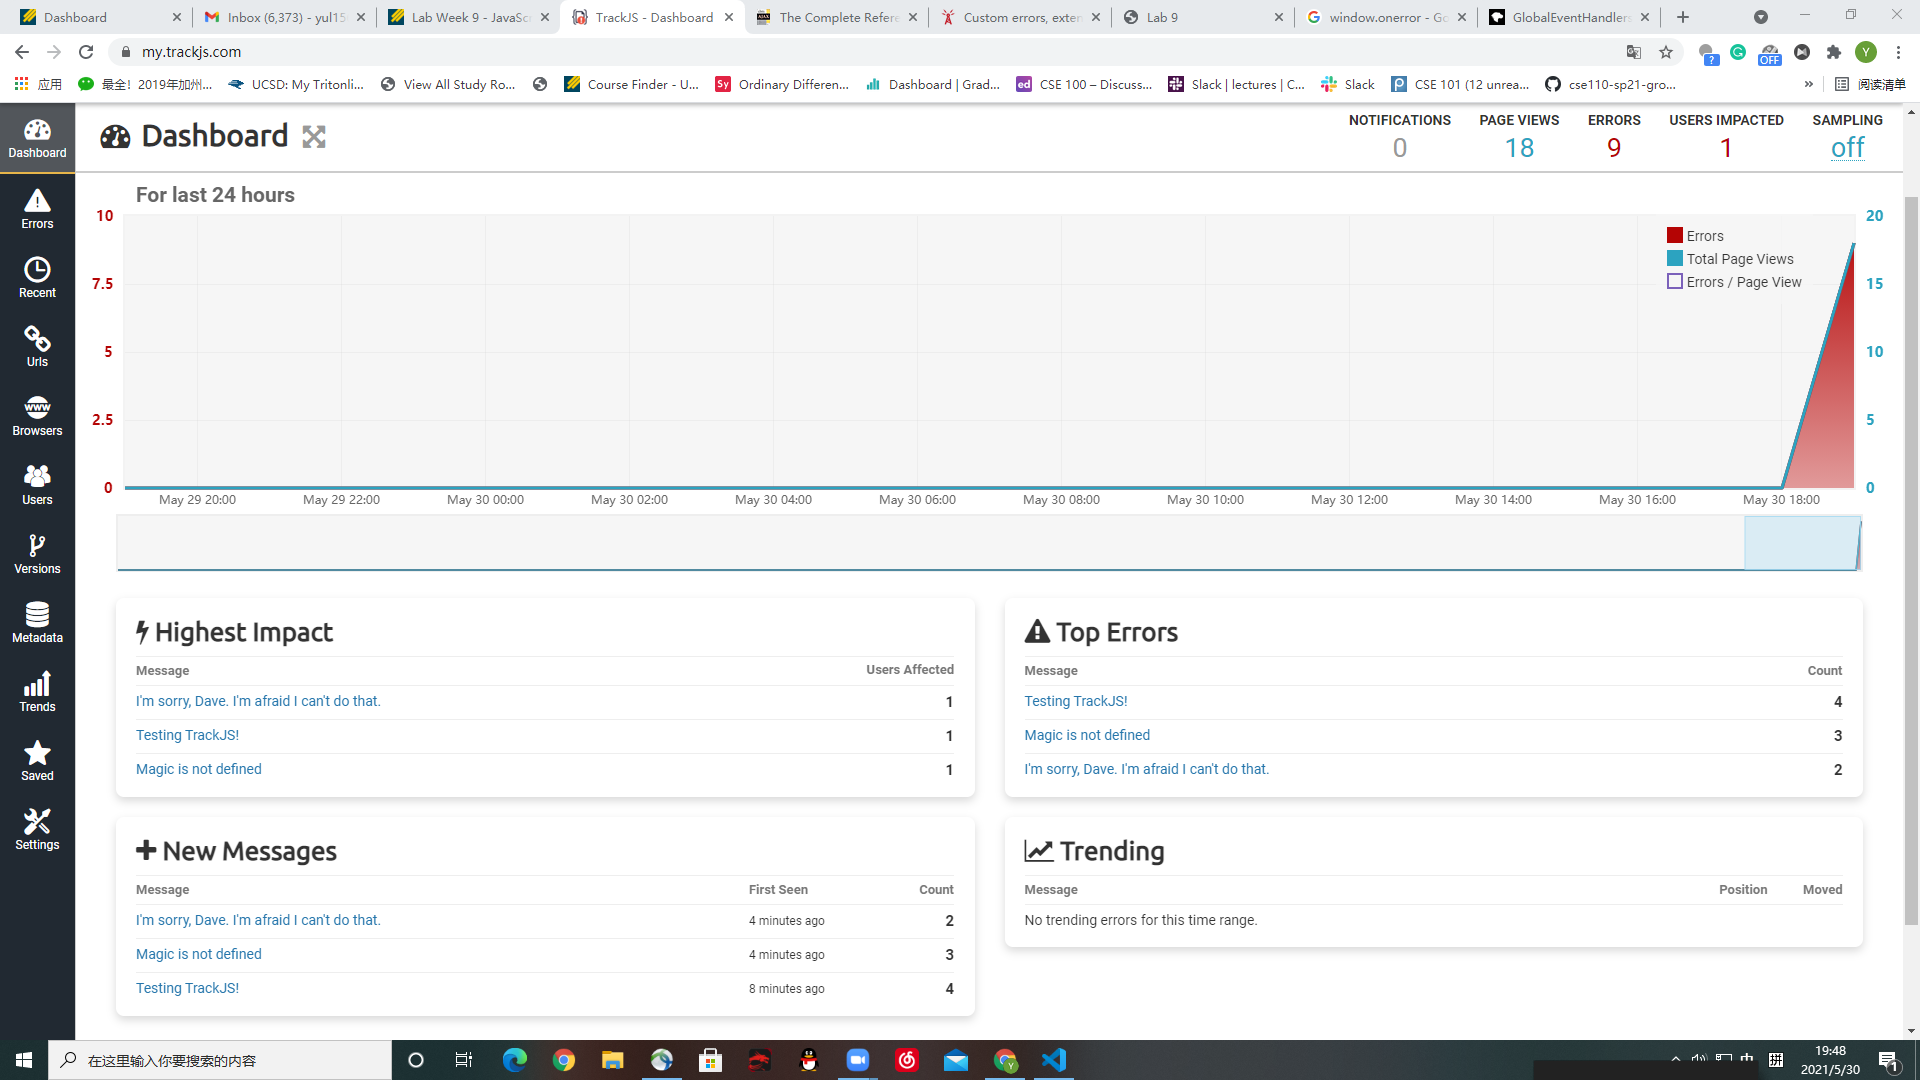 Dashboard
Inbox (6,373) - yul15
Lab Week 9 - JavaSc
TrackJS - Dashboard
The Complete Refere
Custom errors, exten
Lab 9
window.onerror - Go
GlobalEventHandlers
my.trackjs.com
Y
应用
最全！2019年加州...
UCSD: My Tritonli...
View All Study Ro...
Course Finder - U...
Sy
Ordinary Differen...
Dashboard | Grad...
ed
CSE 100 – Discuss...
Slack | lectures | C...
Slack
CSE 101 (12 unrea...
cse110-sp21-gro...
»
阅读清单
?
OFF
Dashboard
Errors
Recent
Urls
www
Browsers
Users
Versions
Metadata
Trends
Saved
Settings
Dashboard
NOTIFICATIONS
0
PAGE VIEWS
18
ERRORS
9
USERS IMPACTED
1
SAMPLING
off
For last 24 hours
10
7.5
5
2.5
0
20
15
10
5
0
Errors
Total Page Views
Errors / Page View
May 29 20:00
May 29 22:00
May 30 00:00
May 30 02:00
May 30 04:00
May 30 06:00
May 30 08:00
May 30 10:00
May 30 12:00
May 30 14:00
May 30 16:00
May 30 18:00
Highest Impact
Message Users Affected
I'm sorry, Dave. I'm afraid I can't do that. 1
Testing TrackJS! 1
Magic is not defined 1
Top Errors
Message Count
Testing TrackJS! 4
Magic is not defined 3
I'm sorry, Dave. I'm afraid I can't do that. 2
New Messages
Message First Seen Count
I'm sorry, Dave. I'm afraid I can't do that. 4 minutes ago 2
Magic is not defined 4 minutes ago 3
Testing TrackJS! 8 minutes ago 4
Trending
Message Position Moved
No trending errors for this time range.
在这里输入你要搜索的内容
中
拼
19:48
2021/5/30
1